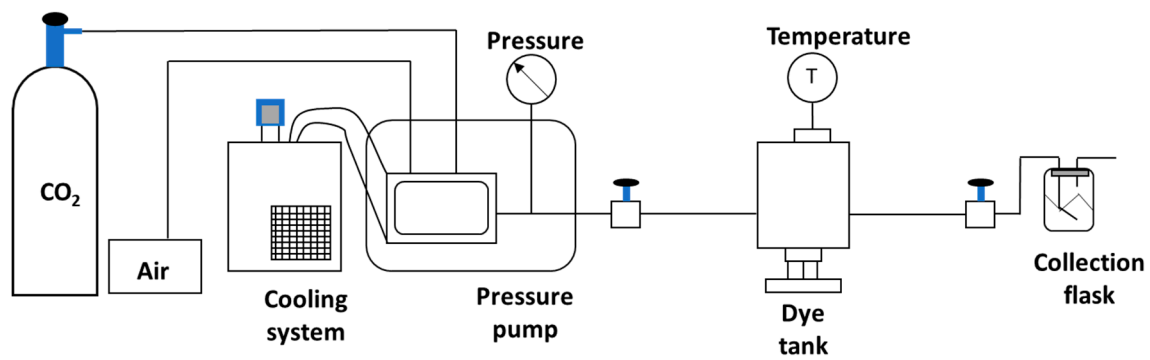 Pressure
Temperature
T
CO₂
Air
Cooling
system
Pressure
pump
Dye
tank
Collection
flask